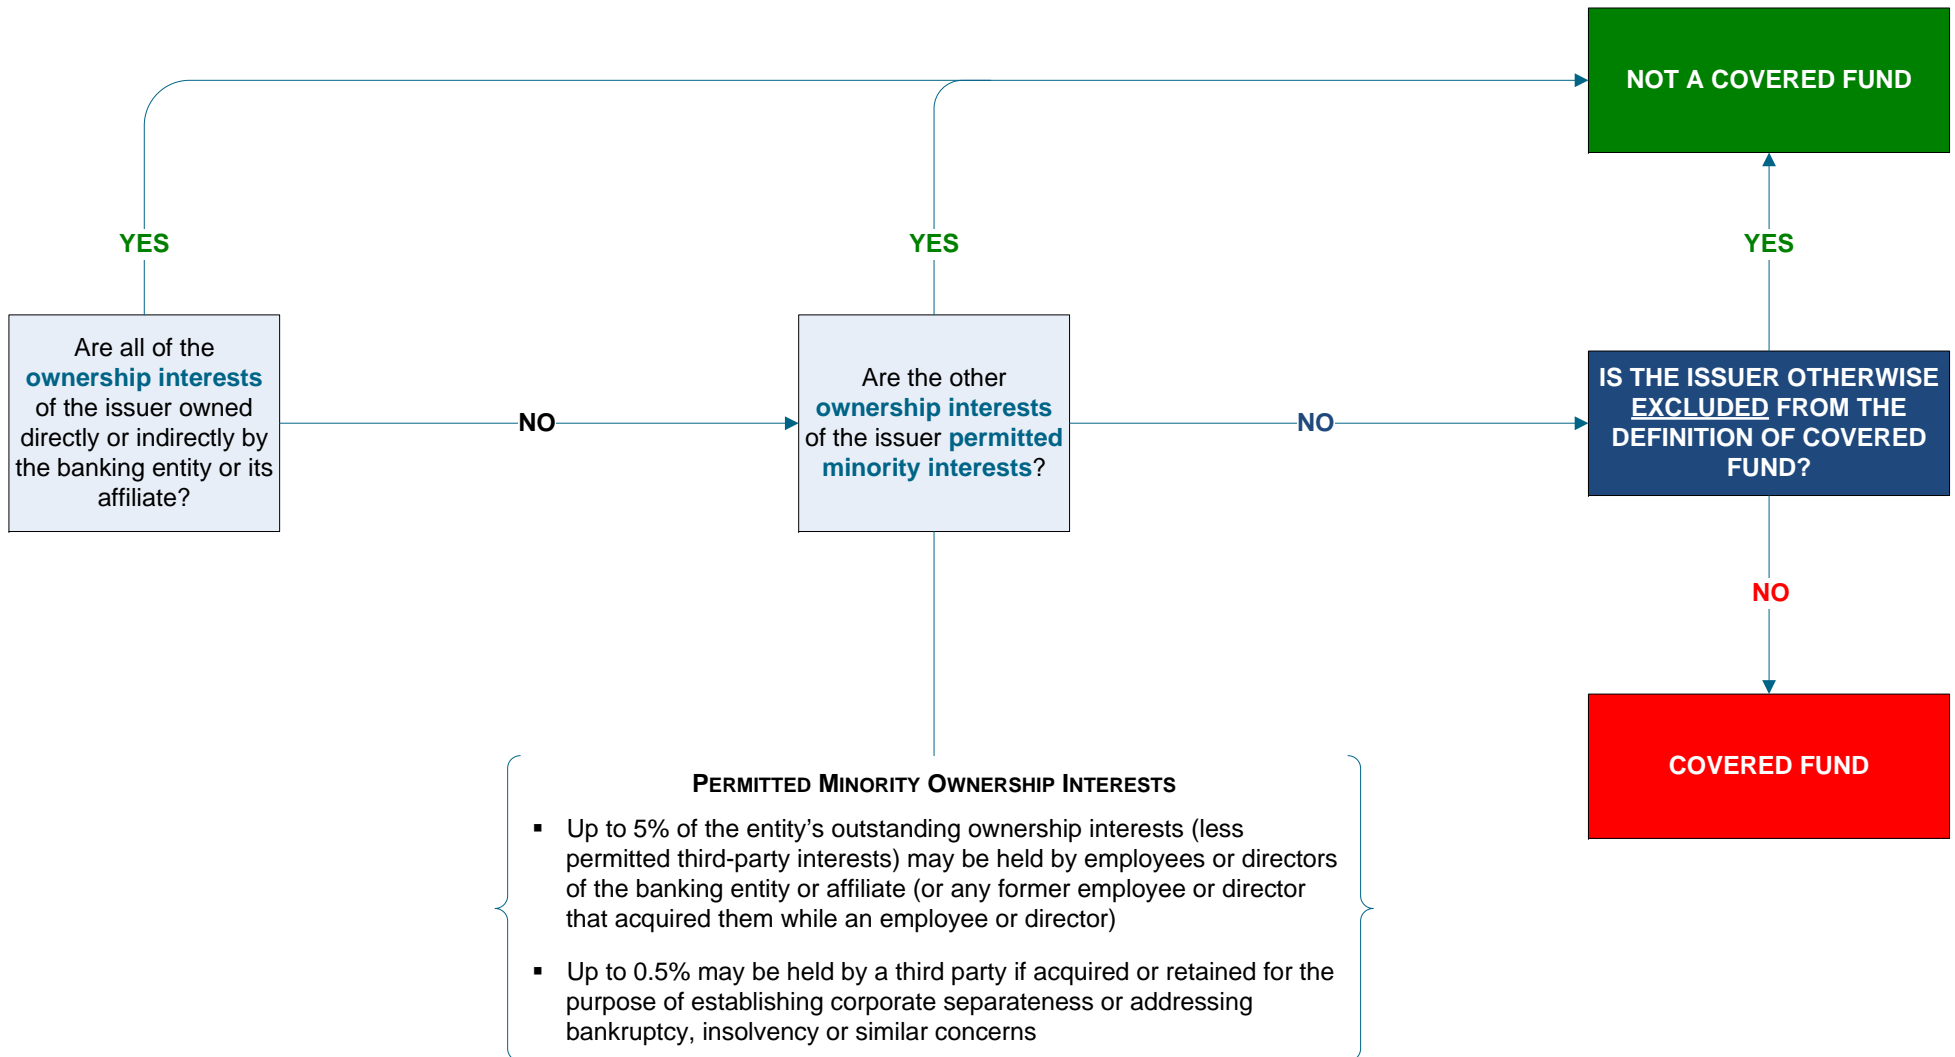 NOT A COVERED FUND
YES
YES
YES
Are all of the
ownership interests
of the issuer owned
directly or indirectly by
the banking entity or its
affiliate?
NO
Are the other
ownership interests
of the issuer permitted
minority interests?
NO
IS THE ISSUER OTHERWISE
EXCLUDED FROM THE
DEFINITION OF COVERED
FUND?
NO
COVERED FUND
PERMITTED MINORITY OWNERSHIP INTERESTS
▪ Up to 5% of the entity’s outstanding ownership interests (less
permitted third-party interests) may be held by employees or directors
of the banking entity or affiliate (or any former employee or director
that acquired them while an employee or director)
▪ Up to 0.5% may be held by a third party if acquired or retained for the
purpose of establishing corporate separateness or addressing
bankruptcy, insolvency or similar concerns